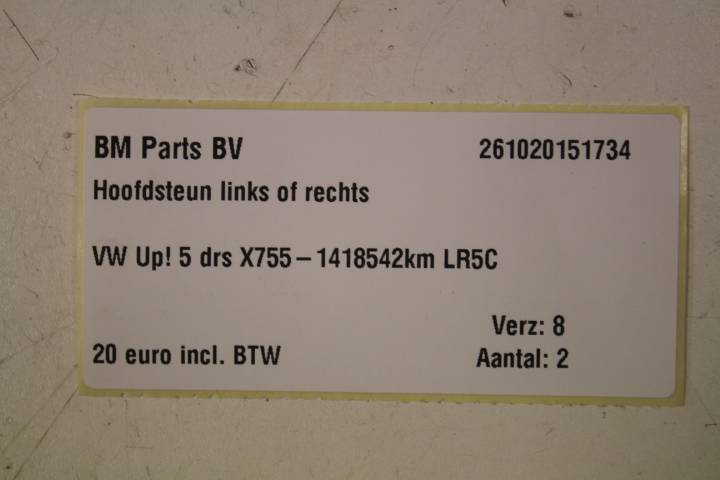 BM Parts BV 261020151734
Hoofdsteun links of rechts
VW Up! 5 drs X755-1418542km LR5C
Verz: 8
20 euro incl. BTW Aantal: 2